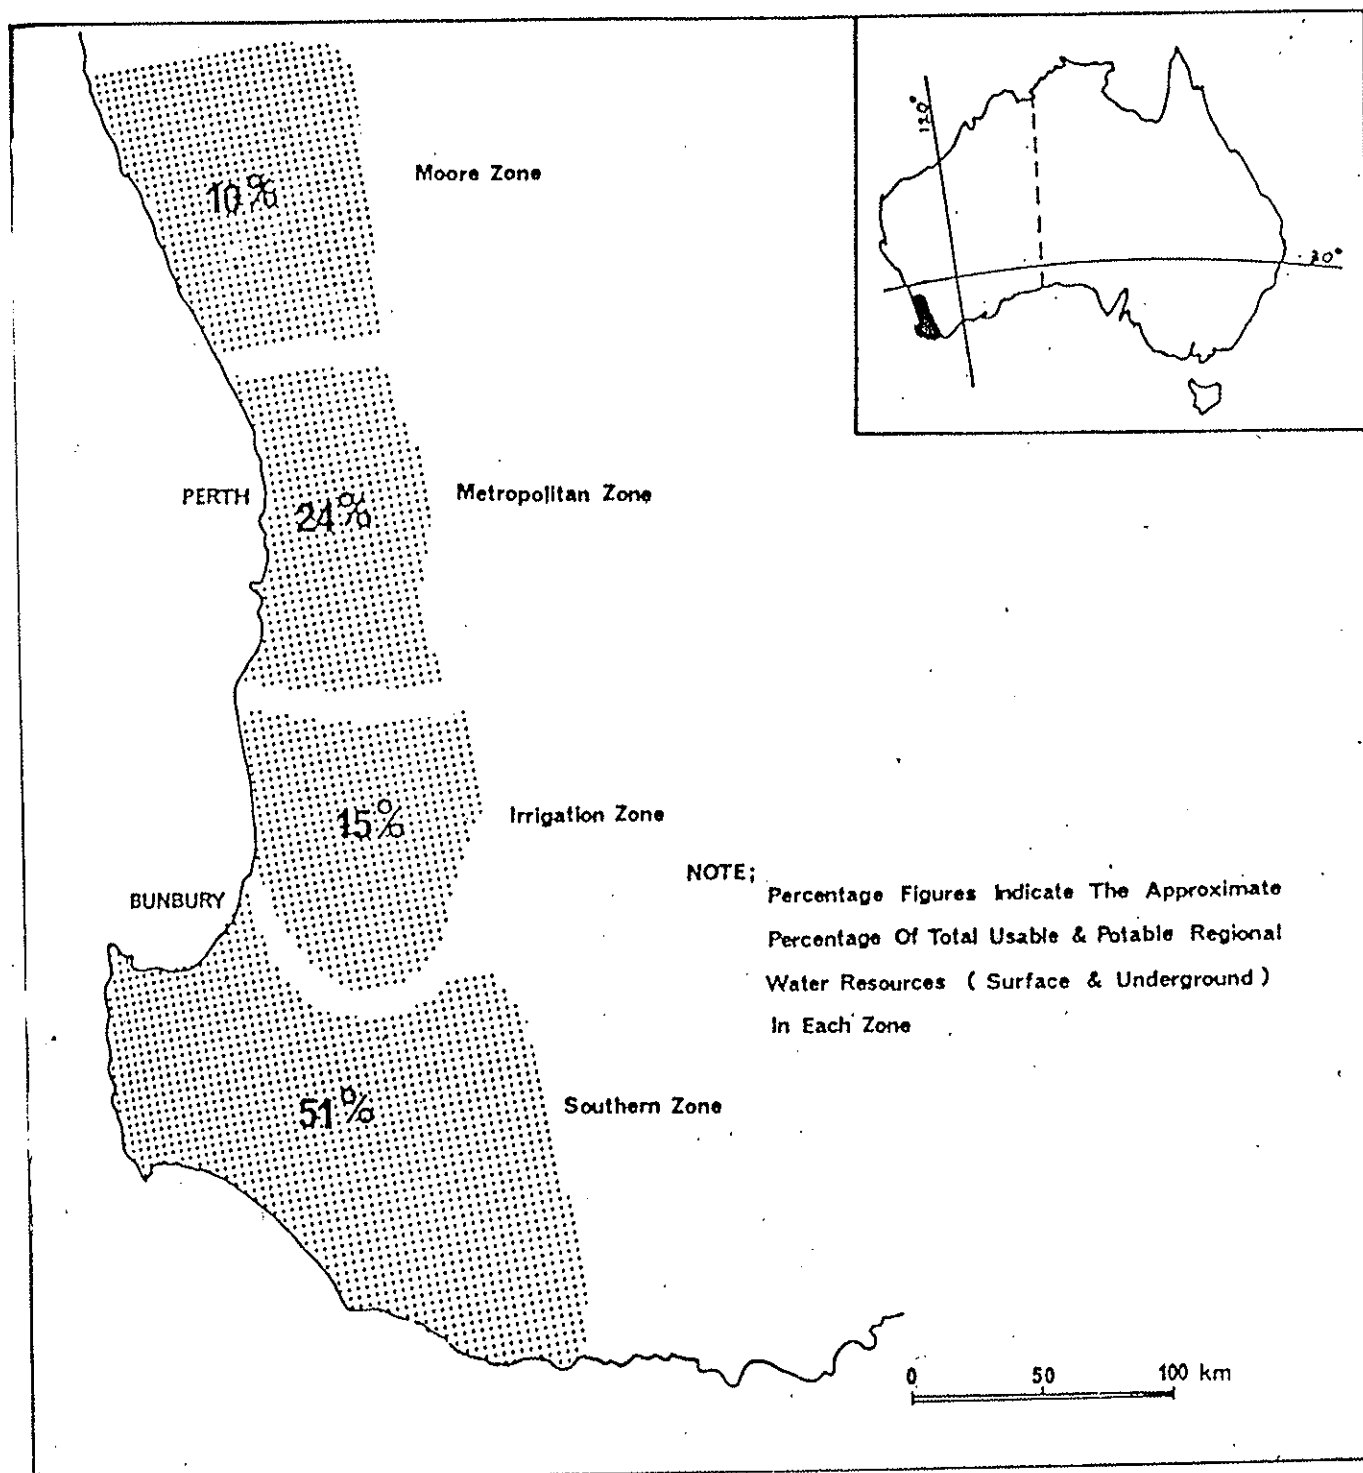 10%
Moore Zone
120°
30°
PERTH
24%
Metropolitan Zone
15%
Irrigation Zone
BUNBURY
NOTE;
Percentage Figures Indicate The Approximate
Percentage Of Total Usable & Potable Regional
Water Resources ( Surface & Underground )
In Each Zone
51%
Southern Zone
0 50 100 km